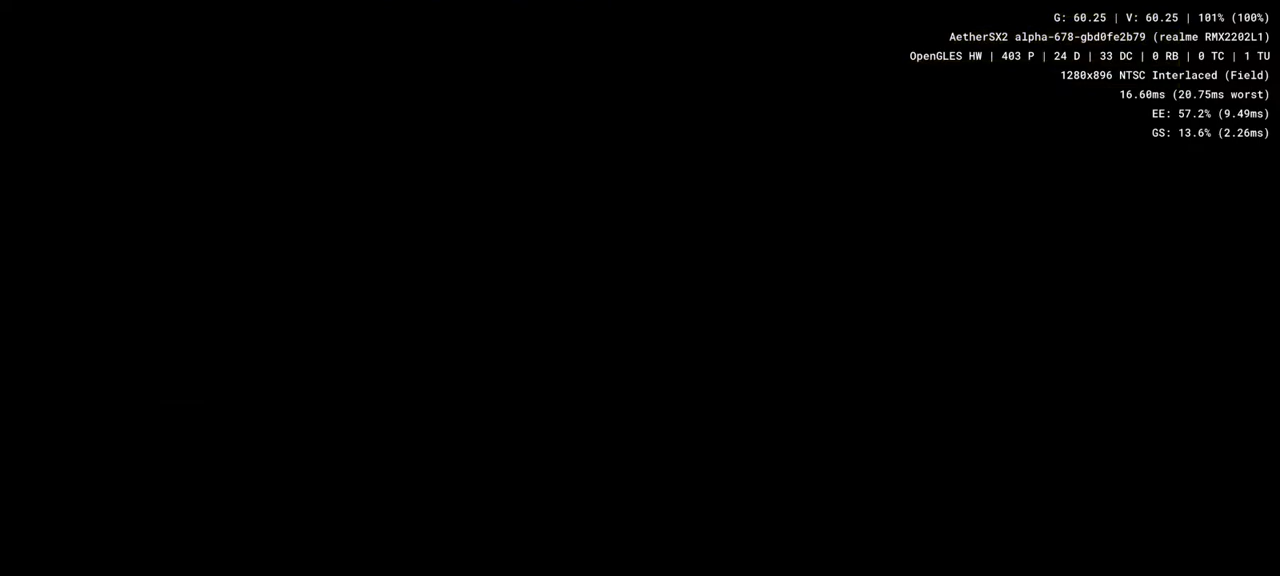 G: 60.25 | V: 60.25 | 101% (100%)
AetherSX2 alpha-678-gbd0fe2b79 (realme RMX2202L1)
OpenGLES HW | 403 P | 24 D | 33 DC | 0 RB | 0 TC | 1 TU
1280x896 NTSC Interlaced (Field)
16.60ms (20.75ms worst)
EE: 57.2% (9.49ms)
GS: 13.6% (2.26ms)